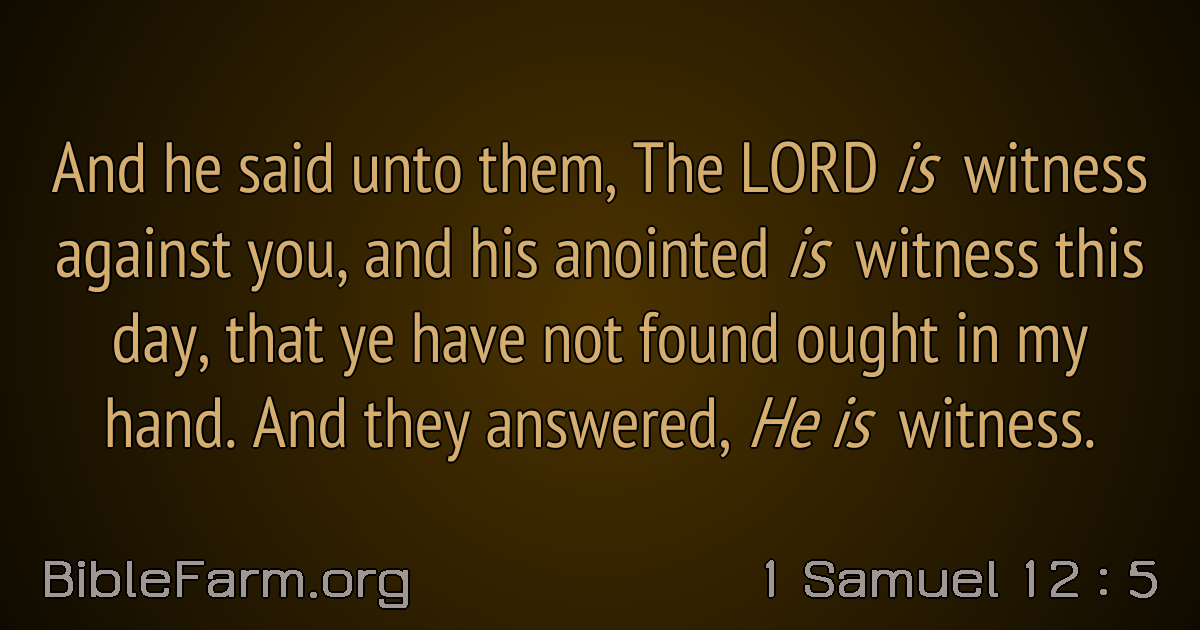 And he said unto them, The LORD is witness
against you, and his anointed is witness this
day, that ye have not found ought in my
hand. And they answered, He is witness.
BibleFarm.org
1 Samuel 12 : 5